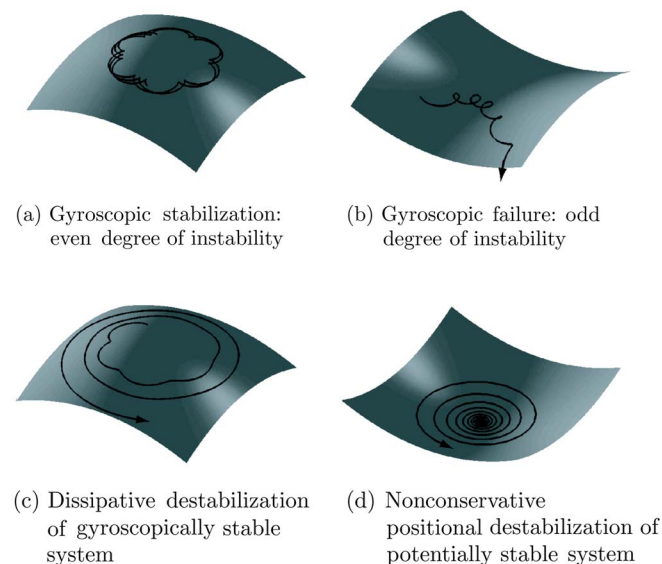 (a) Gyroscopic stabilization:
even degree of instability
(b) Gyroscopic failure: odd
degree of instability
(c) Dissipative destabilization
of gyroscopically stable
system
(d) Nonconservative
positional destabilization of
potentially stable system